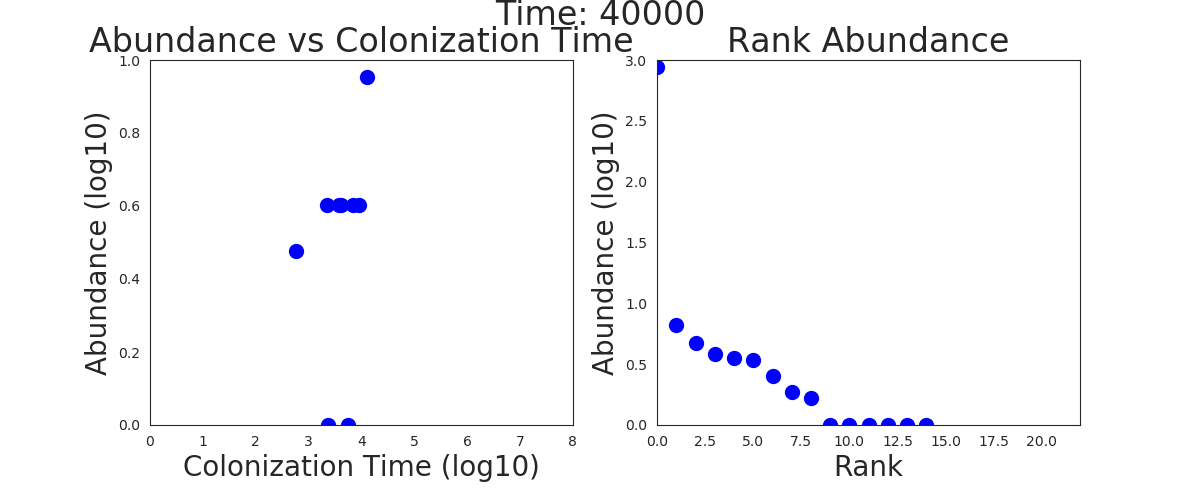 Time: 40000
Abundance vs Colonization Time
Rank Abundance
Abundance (log10)
1.0
0.8
0.6
0.4
0.2
0.0
0 1 2 3 4 5 6 7 8
Colonization Time (log10)
Abundance (log10)
3.0
2.5
2.0
1.5
1.0
0.5
0.0
0.0 2.5 5.0 7.5 10.0 12.5 15.0 17.5 20.0
Rank